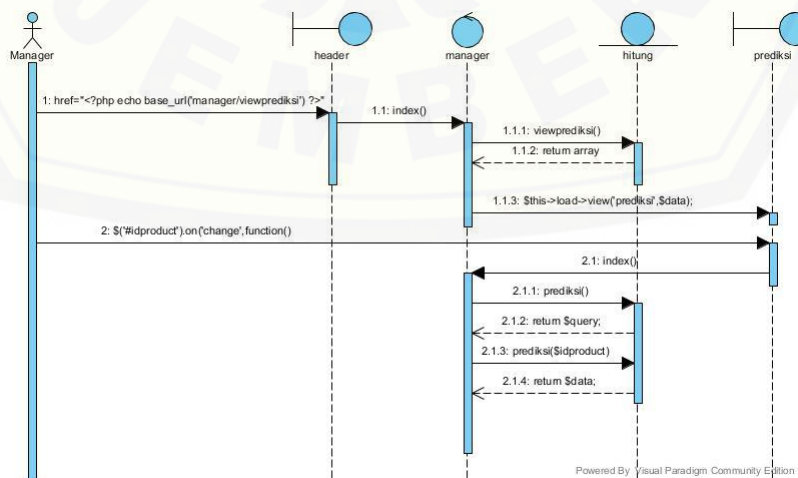 Manager
header
manager
hitung
prediksi
1: href="<?php echo base_url('manager/viewprediksi') ?>"
1.1: index()
1.1.1: viewprediksi()
1.1.2: return array
1.1.3: $this->load->view('prediksi',$data);
2: $('#idproduct').on('change',function()
2.1: index()
2.1.1: prediksi()
2.1.2: return $query;
2.1.3: prediksi($idproduct)
2.1.4: return $data;
EMBER
Powered By Visual Paradigm Community Edition